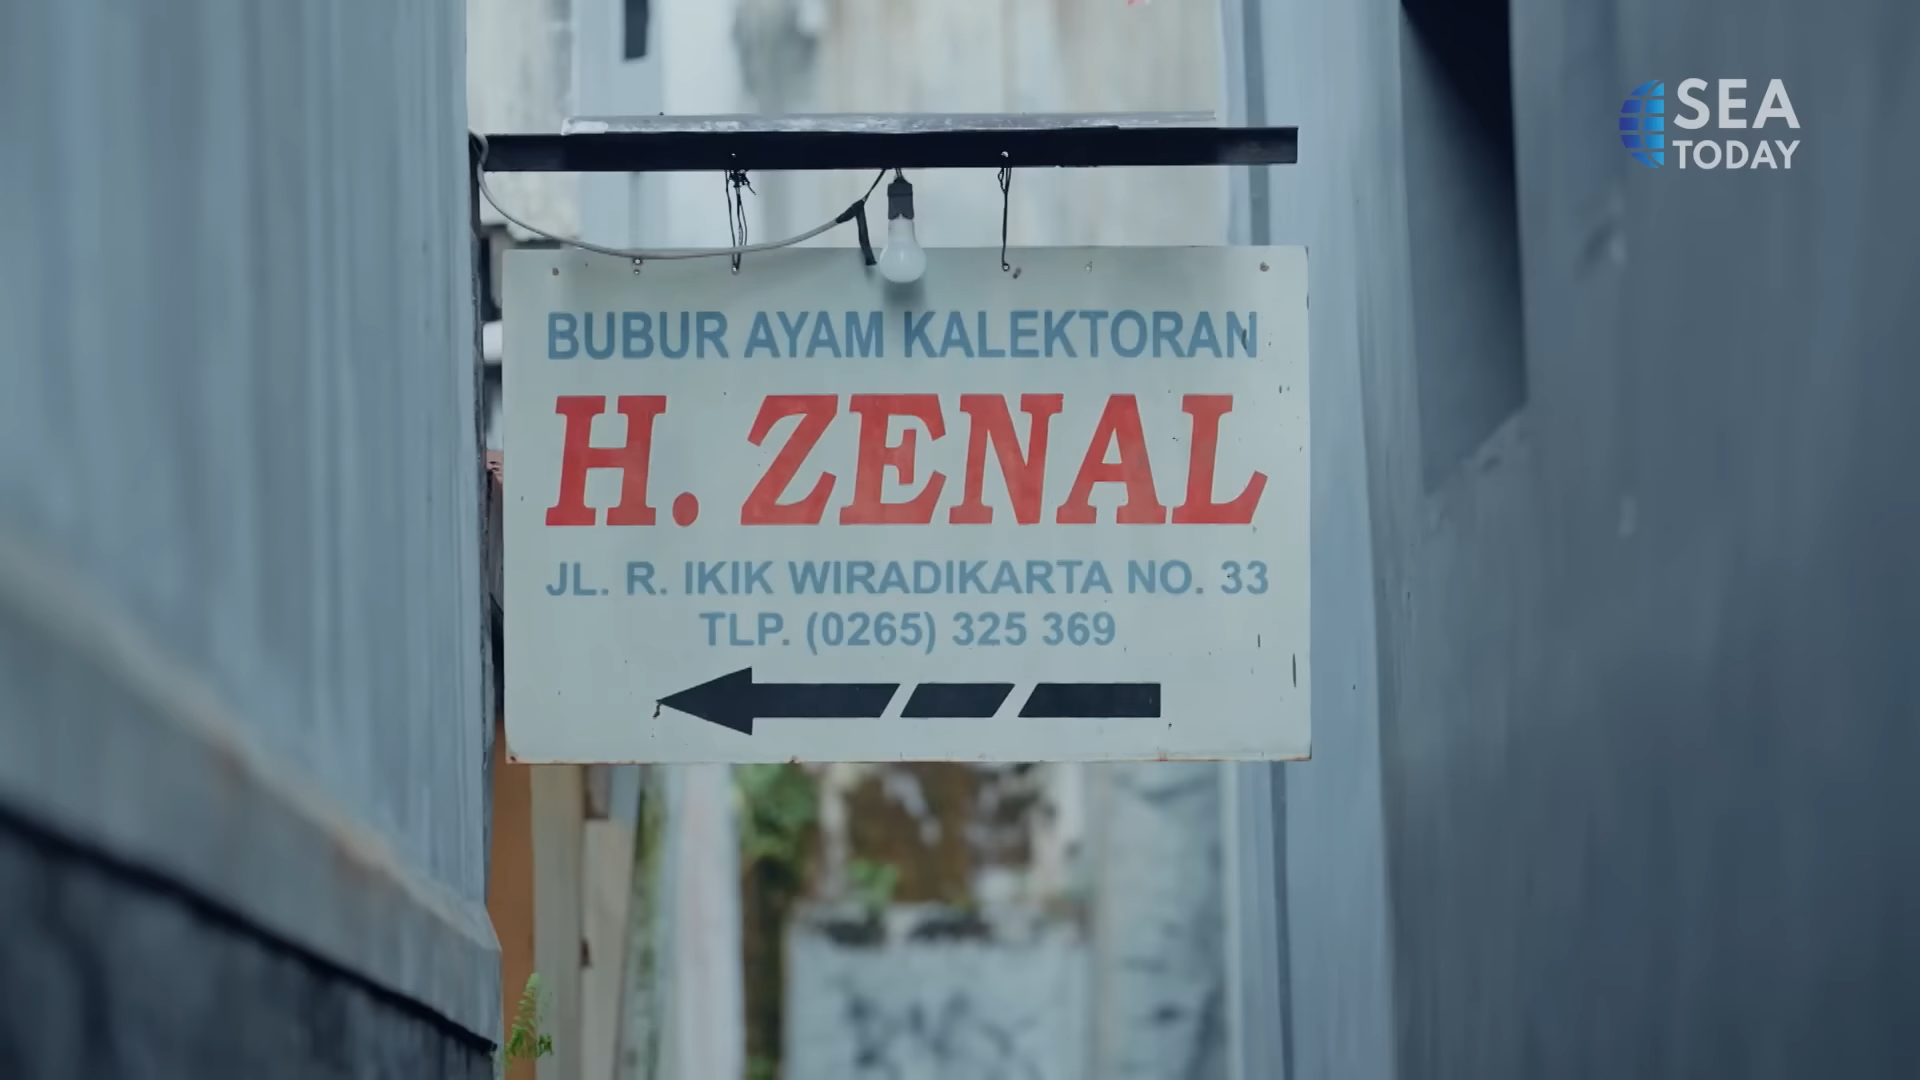 SEA
TODAY
BUBUR AYAM KALEKTORAN
H. ZENAL
JL. R. IKIK WIRADIKARTA NO. 33
TLP. (0265) 325 369